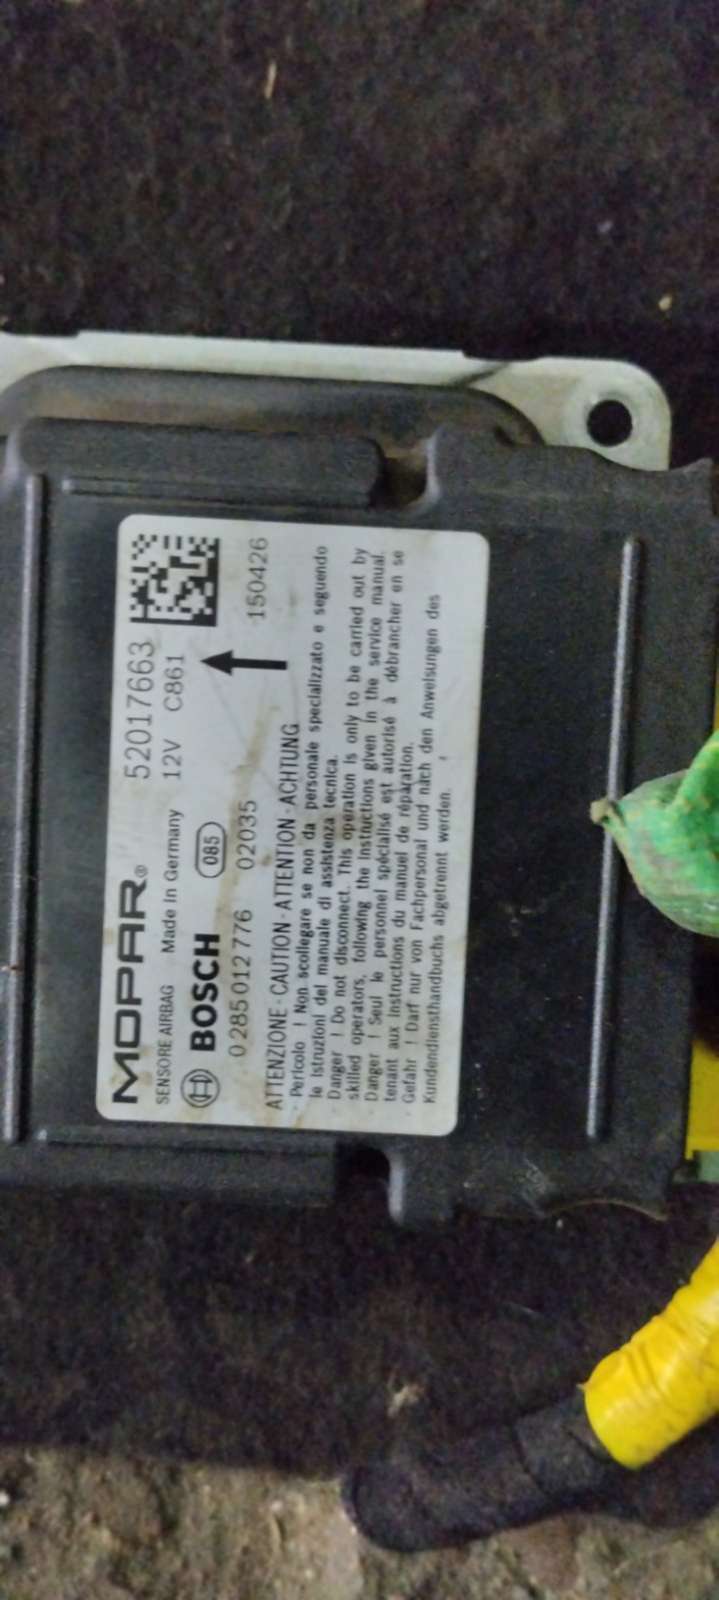 MOPAR® 52017663
SENSORE AIRBAG Made In Germany 12V C861
BOSCH 085
0 285 012 776 02035 150426
ATTENZIONE - CAUTION - ATTENTION - ACHTUNG
- Pericolo ! Non scollegare se non da personale specializzato e seguendo
le istruzioni del manuale di assistenza tecnica.
- Danger ! Do not disconnect. This operation is only to be carried out by
skilled operators, following the instructions given in the service manual.
Danger ! Seul le personnel spécialisé est autorisé à débrancher en se
tenant aux instructions du manuel de réparation.
- Gefahr ! Darf nur von Fachpersonal und nach den Anweisungen des
Kundendiensthandbuchs abgetrennt werden.